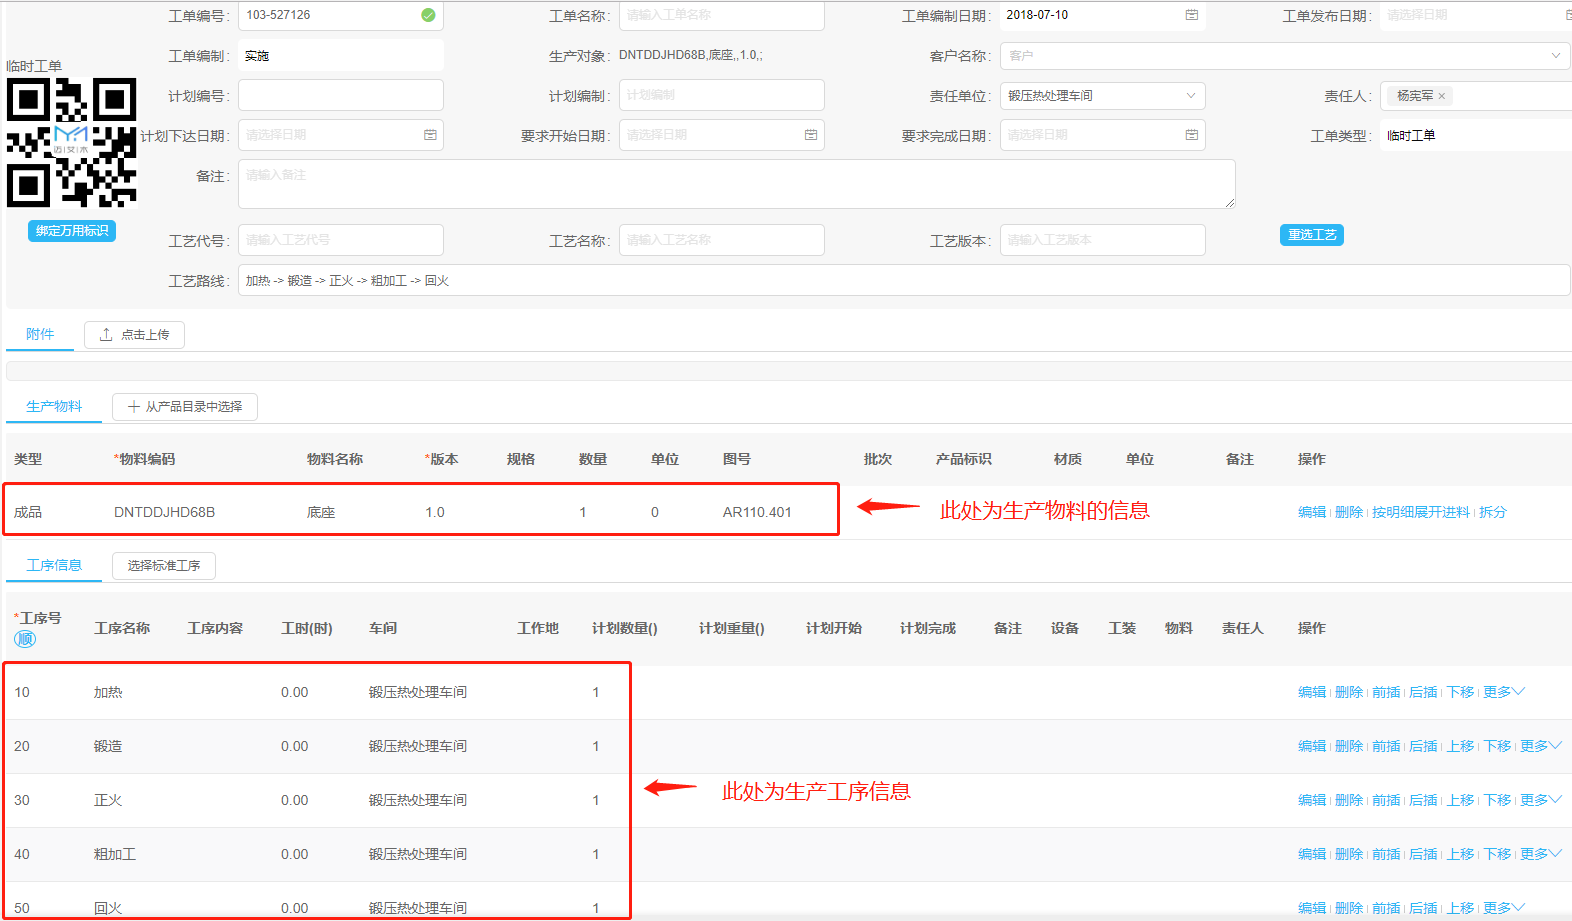 工单编号: 103-527126 工单名称: 请输入工单名称 工单编制日期: 2018-07-10 工单发布日期: 请选择日期
临时工单
工单编制: 实施 生产对象: DNTDDJHD68B,底座,,1.0,; 客户名称: 客户
计划编号: 计划编制: 计划编制 责任单位: 锻压热处理车间 责任人: 杨宪军 ×
迈艾木
计划下达日期: 请选择日期 要求开始日期: 请选择日期 要求完成日期: 请选择日期 工单类型: 临时工单
备注: 请输入备注
绑定万用标识
工艺代号: 请输入工艺代号 工艺名称: 请输入工艺名称 工艺版本: 请输入工艺版本 重选工艺
工艺路线: 加热 -> 锻造 -> 正火 -> 粗加工 -> 回火
附件 点击上传
生产物料 从产品目录中选择
类型 *物料编码 物料名称 *版本 规格 数量 单位 图号 批次 产品标识 材质 单位 备注 操作
成品 DNTDDJHD68B 底座 1.0 1 0 AR110.401 此处为生产物料的信息 编辑 删除 按明细展开进料 拆分
工序信息 选择标准工序
*工序号 顺 工序名称 工序内容 工时(时) 车间 工作地 计划数量() 计划重量() 计划开始 计划完成 备注 设备 工装 物料 责任人 操作
10 加热 0.00 锻压热处理车间 1 编辑 删除 前插 后插 下移 更多
20 锻造 0.00 锻压热处理车间 1 编辑 删除 前插 后插 上移 下移 更多
此处为生产工序信息
30 正火 0.00 锻压热处理车间 1 编辑 删除 前插 后插 上移 下移 更多
40 粗加工 0.00 锻压热处理车间 1 编辑 删除 前插 后插 上移 下移 更多
50 回火 0.00 锻压热处理车间 1 编辑 删除 前插 后插 上移 更多